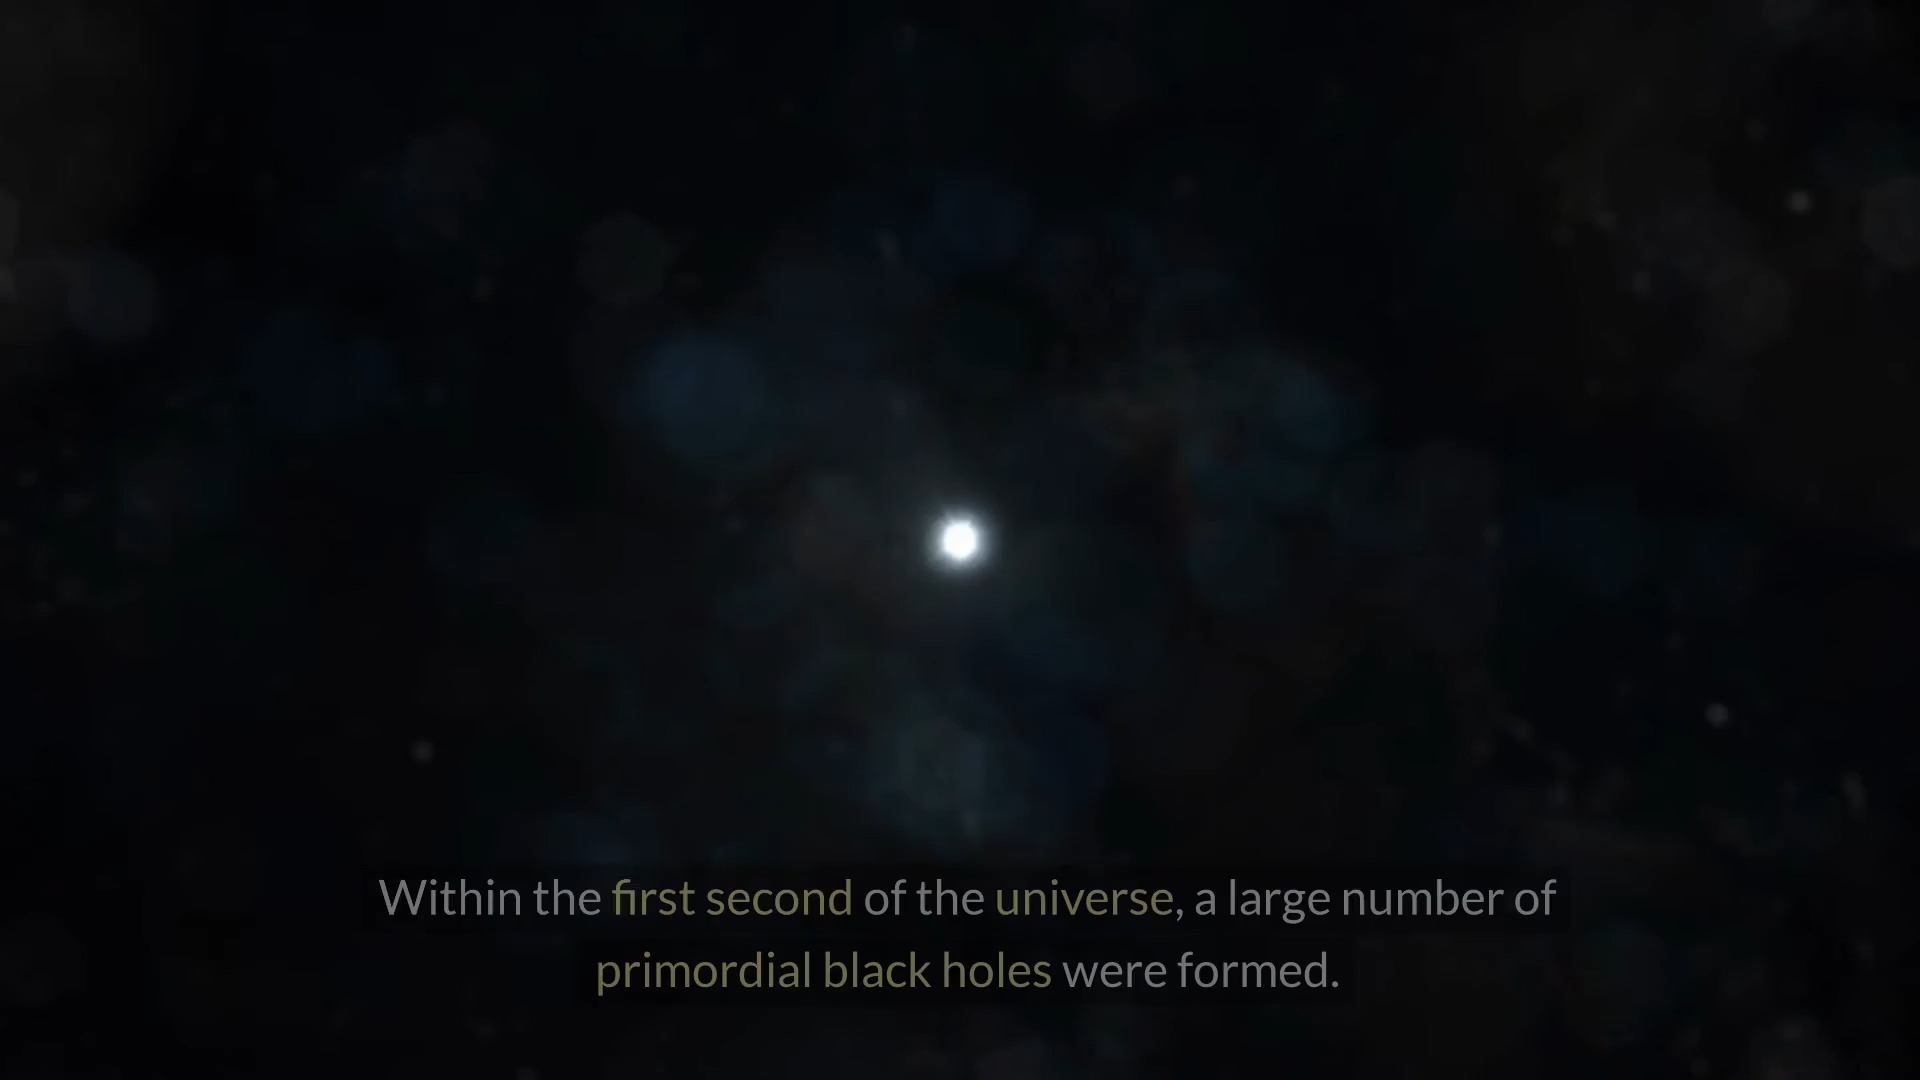 Within the first second of the universe, a large number of
primordial black holes were formed.